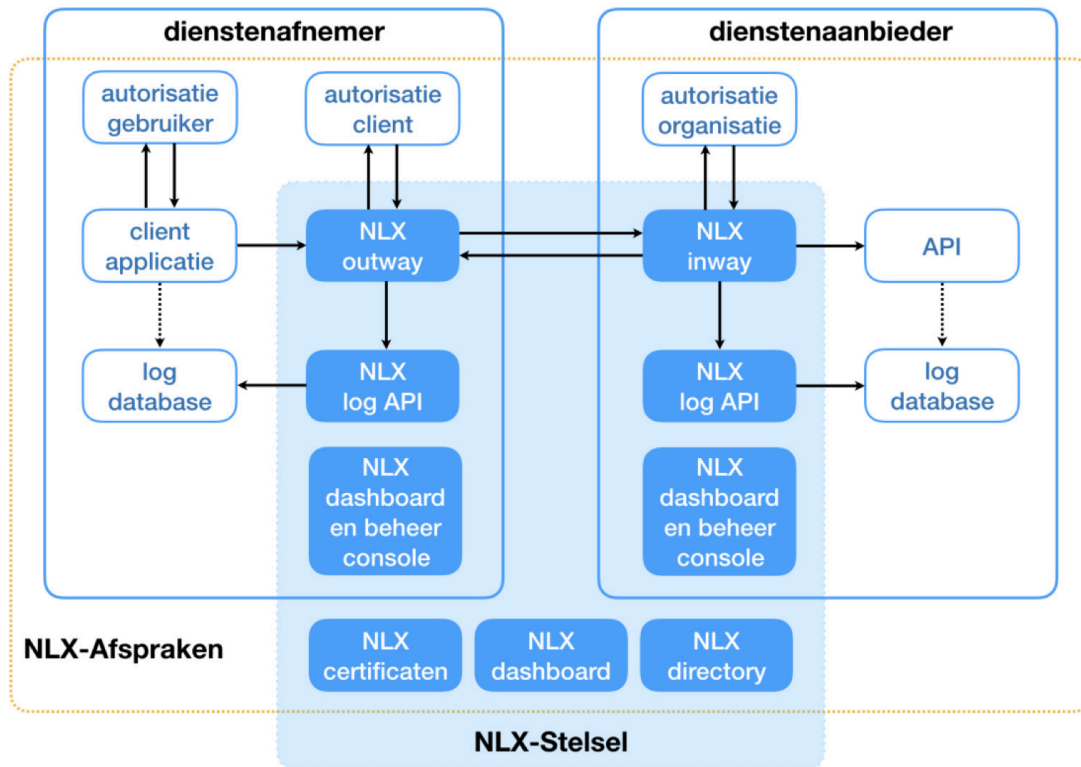 dienstenafnemer
dienstenaanbieder
autorisatie
gebruiker
autorisatie
client
autorisatie
organisatie
client
applicatie
NLX
outway
NLX
inway
API
log
database
NLX
log API
NLX
log API
log
database
NLX
dashboard
en beheer
console
NLX
dashboard
en beheer
console
NLX-Afspraken
NLX
certificaten
NLX
dashboard
NLX
directory
NLX-Stelsel